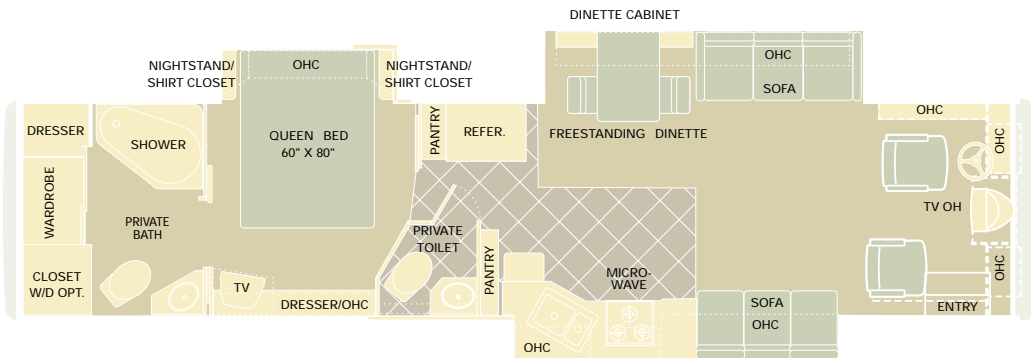 DINETTE CABINET
NIGHTSTAND/
SHIRT CLOSET
OHC
NIGHTSTAND/
SHIRT CLOSET
OHC
SOFA
DRESSER
SHOWER
QUEEN BED
60" X 80"
PANTRY
REFER.
FREESTANDING DINETTE
OHC
OHC
WARDROBE
PRIVATE
BATH
PRIVATE
TOILET
TV OH
CLOSET
W/D OPT.
TV
DRESSER/OHC
PANTRY
MICRO-
WAVE
OHC
SOFA
OHC
ENTRY
OHC